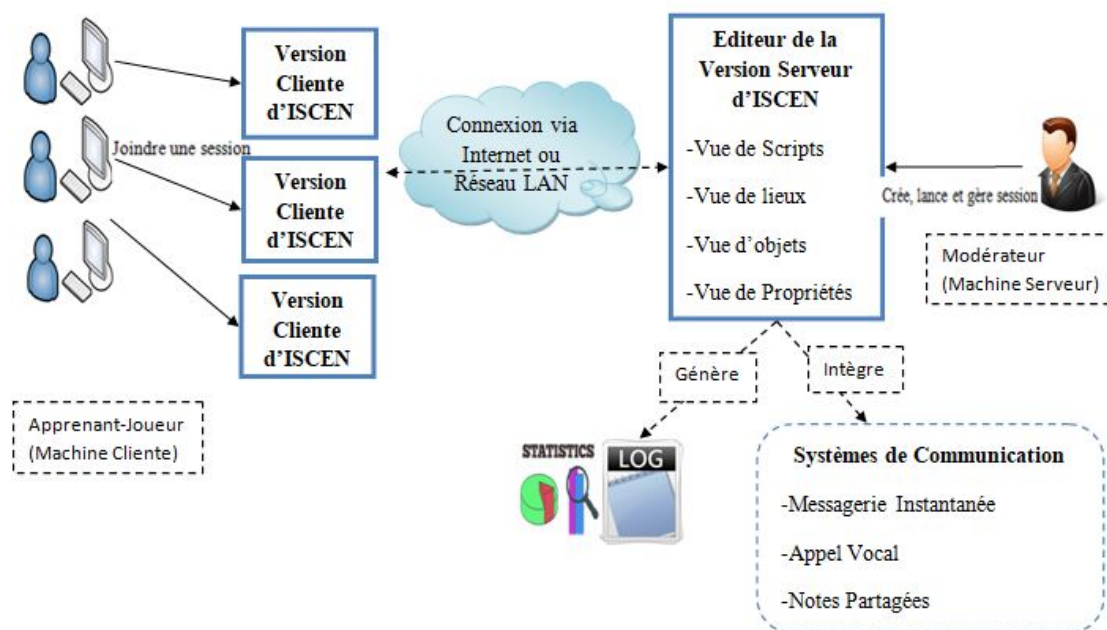 Version
Cliente
d’ISCEN
Joindre une session
Version
Cliente
d’ISCEN
Version
Cliente
d’ISCEN
Apprenant-Joueur
(Machine Cliente)
Connexion via
Internet ou
Réseau LAN
Editeur de la
Version Serveur
d’ISCEN
-Vue de Scripts
-Vue de lieux
-Vue d’objets
-Vue de Propriétés
Crée, lance et gère session
Modérateur
(Machine Serveur)
Génère
Intègre
STATISTICS
LOG
Systèmes de Communication
-Messagerie Instantanée
-Appel Vocal
-Notes Partagées